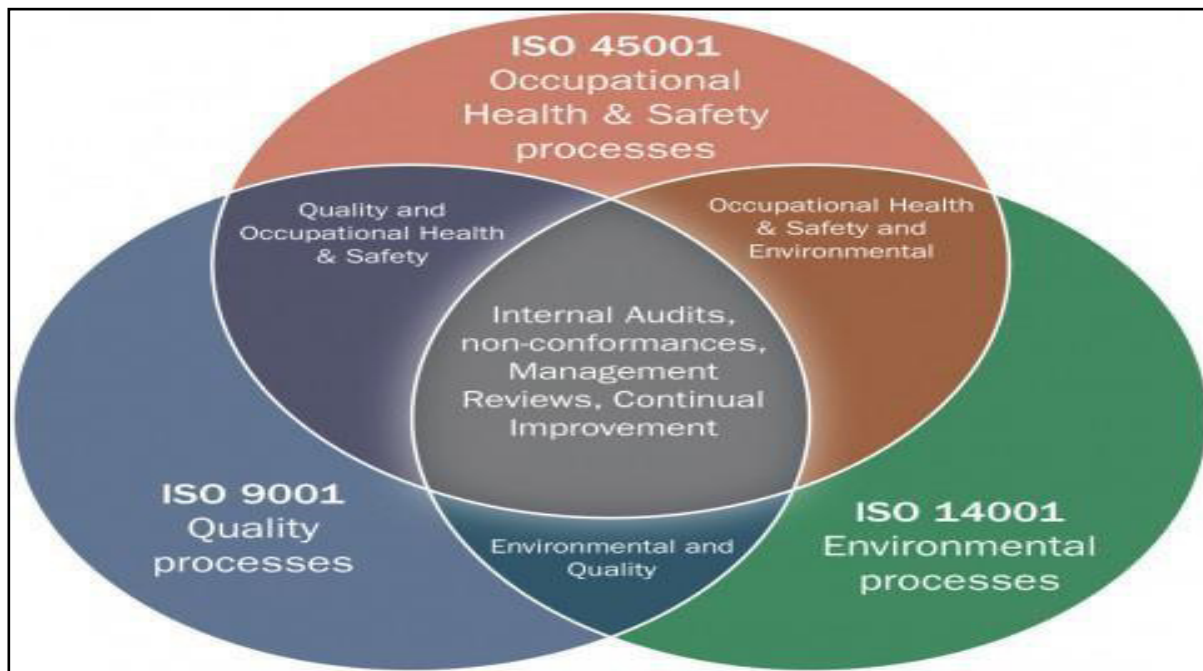 ISO 45001
Occupational
Health & Safety
processes
Quality and
Occupational Health
& Safety
Occupational Health
& Safety and
Environmental
Internal Audits,
non-conformances,
Management
Reviews, Continual
Improvement
ISO 9001
Quality
processes
Environmental and
Quality
ISO 14001
Environmental
processes